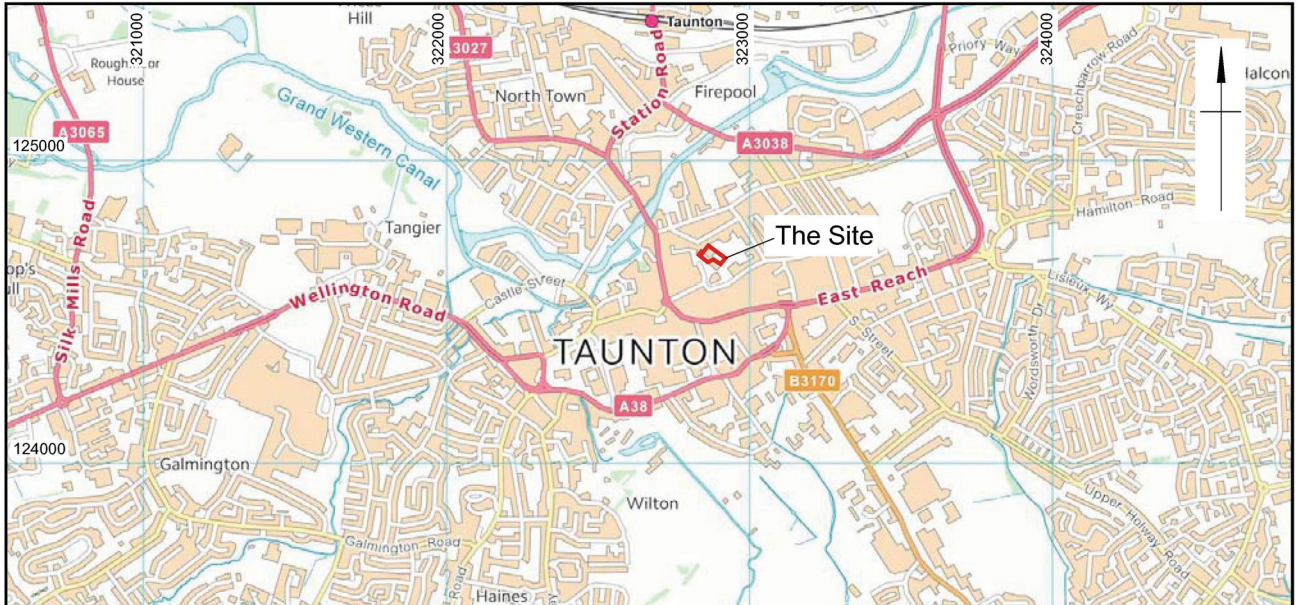 Hill
Taunton
321000
322000
323000
324000
3027
Priory Way
Creechbarrow Road
Halcon
House
North Town
Station Road
Firepool
Grand Western Canal
A3065
A3038
125000
Hamilton Road
Tangier
The Site
Silk Mills Road
Castle Street
Lisieux Wy
Wellington Road
East Reach
S. Street
Wordsworth Dr
TAUNTON
B3170
A38
124000
Galmington
Wilton
Upper Holway Road
Galmington Road
Road
Haines